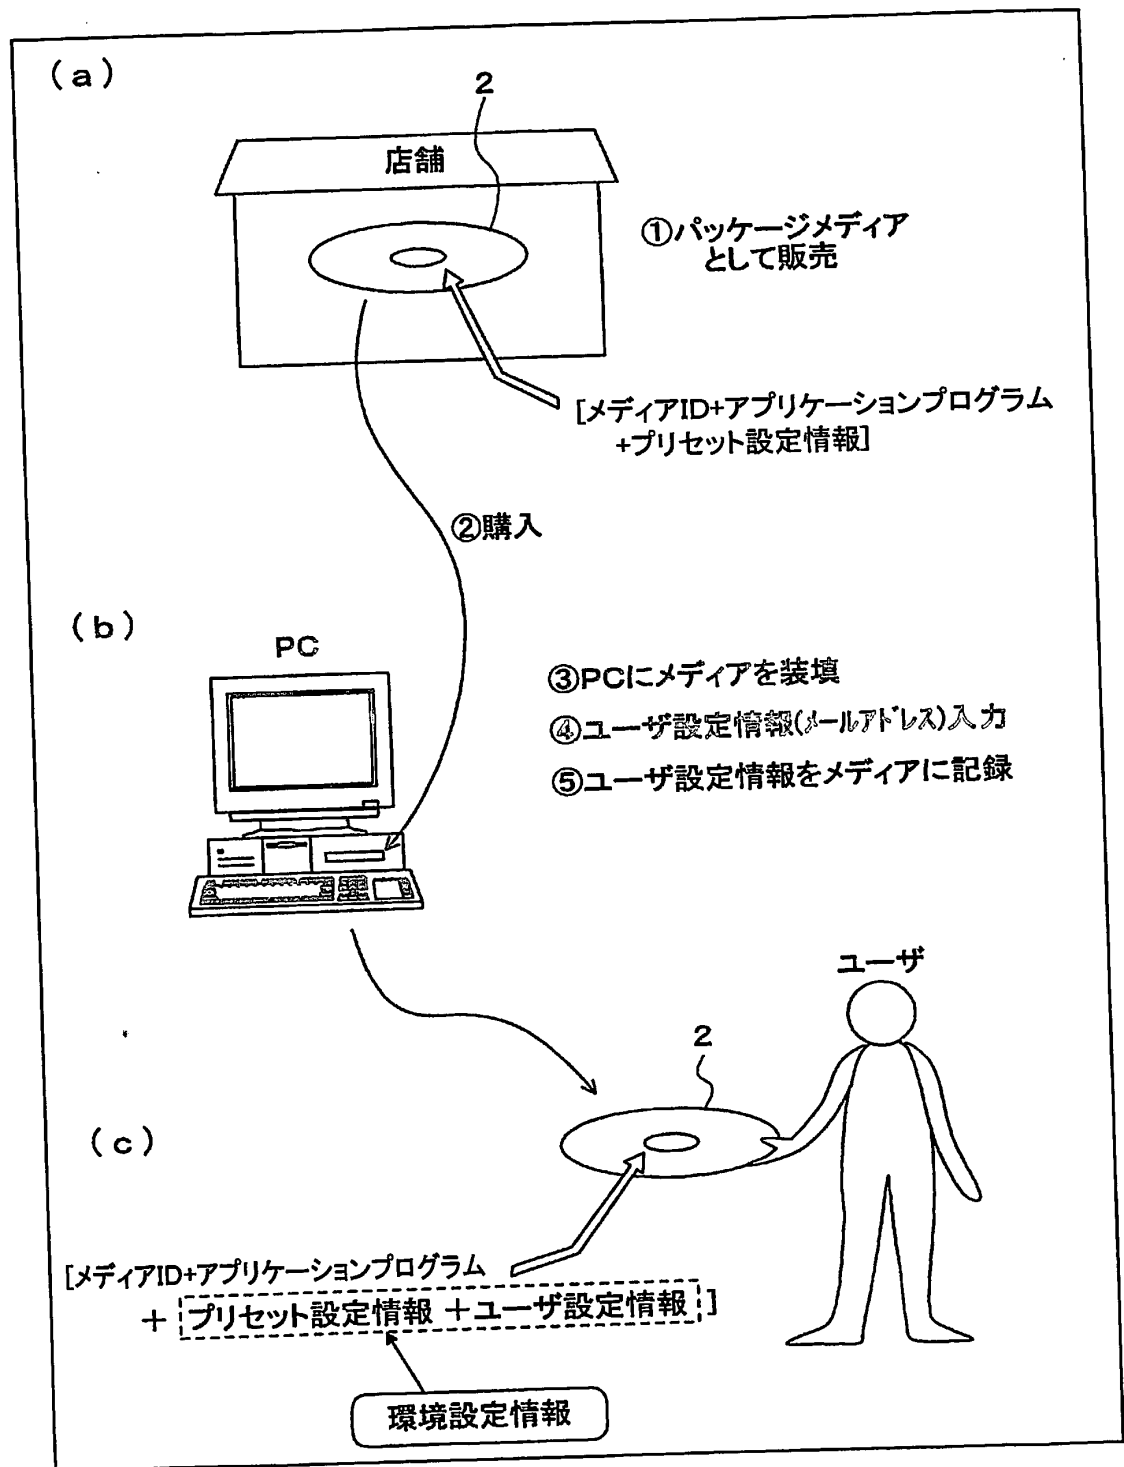 (a)
2
店舗
①パッケージメディア
として販売
[メディアID+アプリケーションプログラム
+プリセット設定情報]
②購入
(b)
PC
③PCにメディアを装填
④ユーザ設定情報(メールアドレス)入力
⑤ユーザ設定情報をメディアに記録
ユーザ
2
(c)
[メディアID+アプリケーションプログラム
+プリセット設定情報+ユーザ設定情報]
環境設定情報